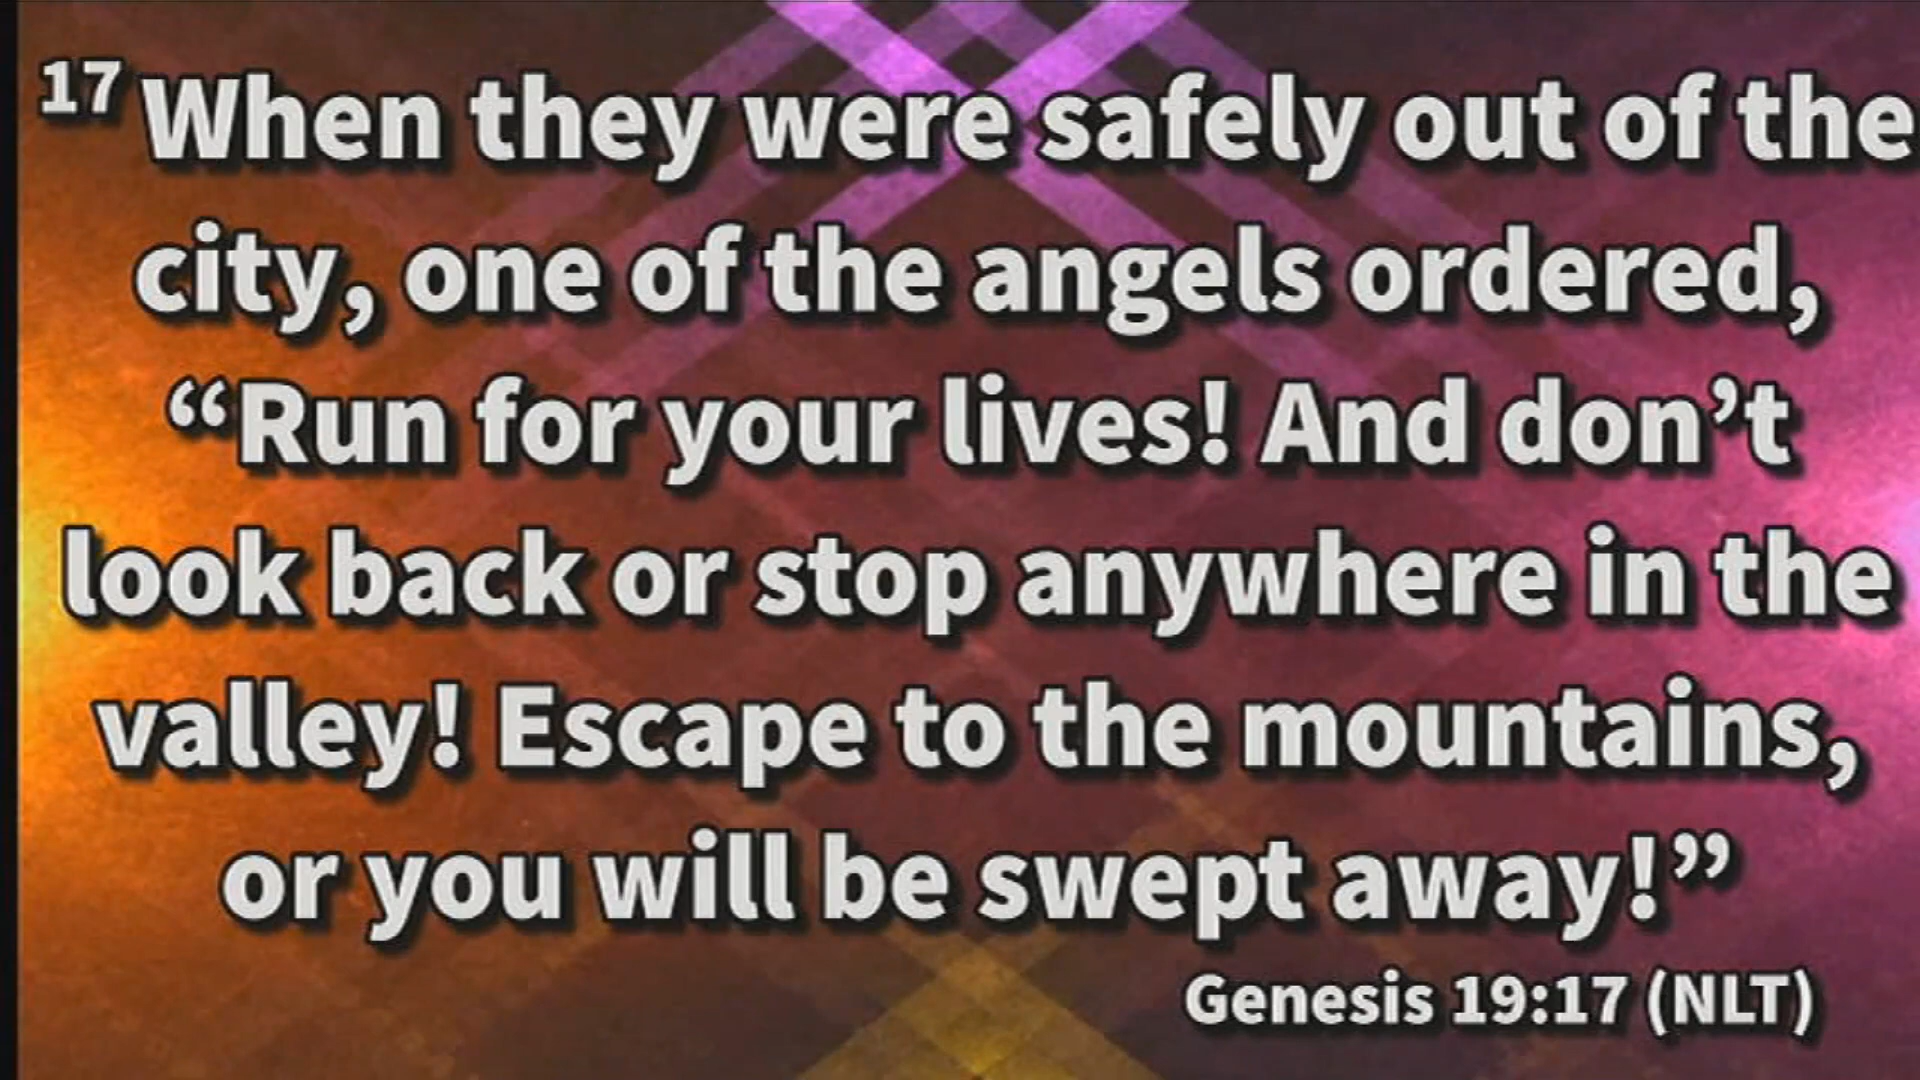 17 When they were safely out of the
city, one of the angels ordered,
“Run for your lives! And don’t
look back or stop anywhere in the
valley! Escape to the mountains,
or you will be swept away!”
Genesis 19:17 (NLT)